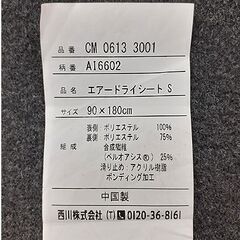 品番 CM 0613 3001
柄番 AI6602
品名 エアードライシート S
サイズ 90×180cm
表側:ポリエステル 100%
裏側:ポリエステル 75%
組成 合成繊維
(ベルオアシス®) 25%
滑り止め:アクリル樹脂
ボンディング加工
中国製
西川株式会社 (T) 0120-36-8161